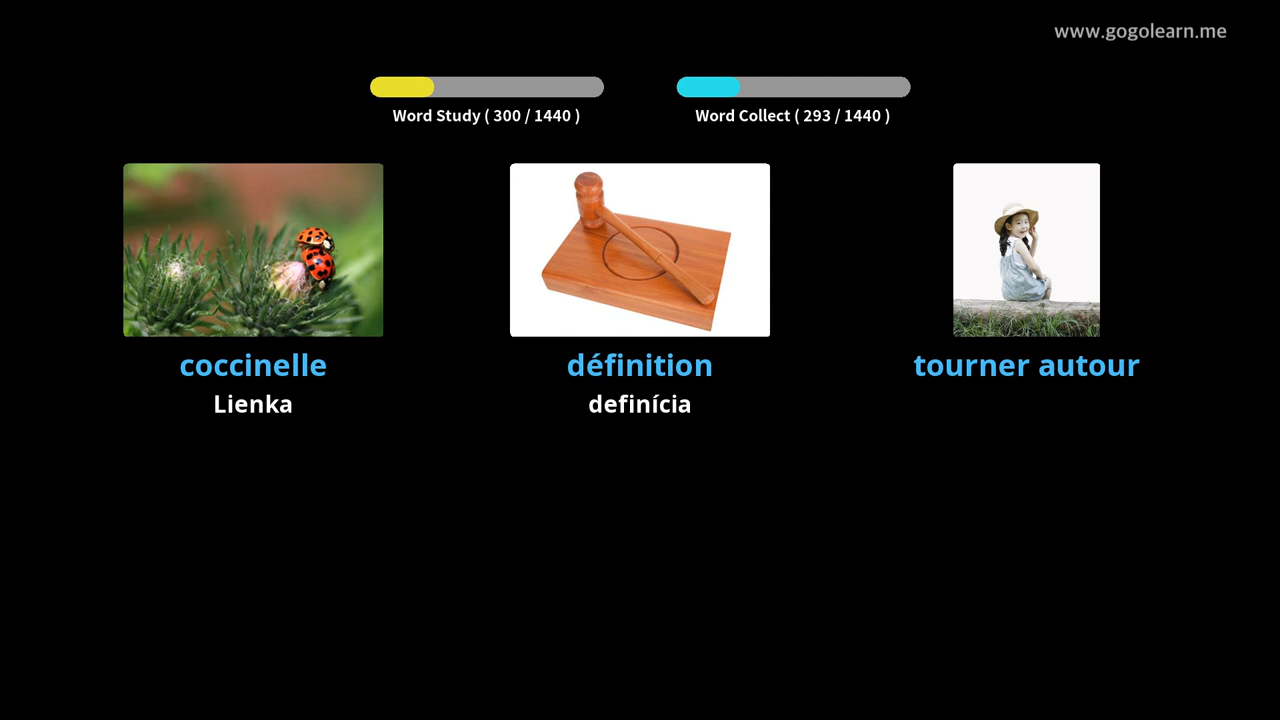 www.gogolearn.me
Word Study ( 300 / 1440 )
Word Collect ( 293 / 1440 )
coccinelle
Lienka
définition
definícia
tourner autour